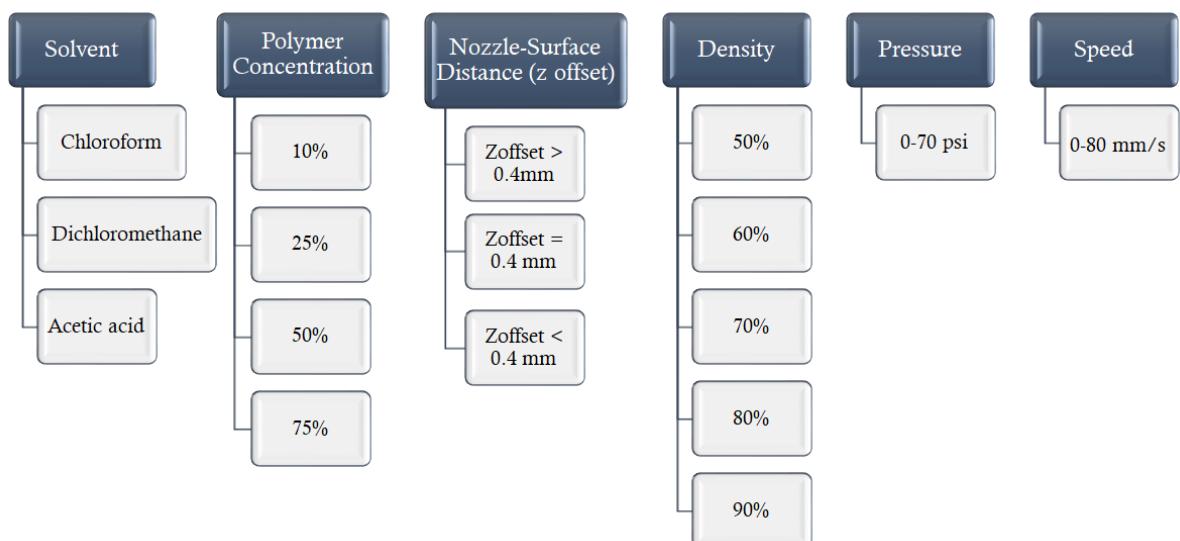 Solvent
Chloroform
Dichloromethane
Acetic acid
Polymer
Concentration
10%
25%
50%
75%
Nozzle-Surface
Distance (z offset)
Zoffset >
0.4mm
Zoffset =
0.4 mm
Zoffset <
0.4 mm
Density
50%
60%
70%
80%
90%
Pressure
0-70 psi
Speed
0-80 mm/s